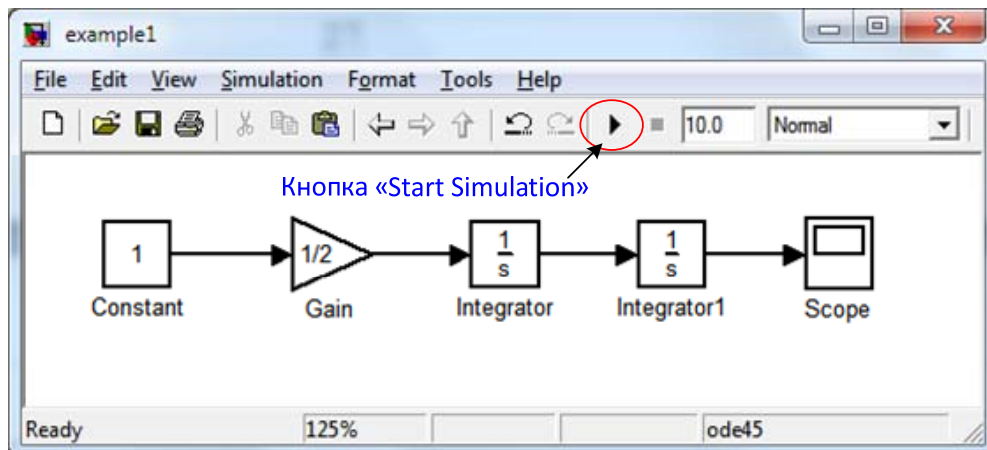 example1
File Edit View Simulation Format Tools Help
10.0 Normal
Кнопка «Start Simulation»
1 1/2 1/s 1/s
Constant Gain Integrator Integrator1 Scope
Ready 125% ode45